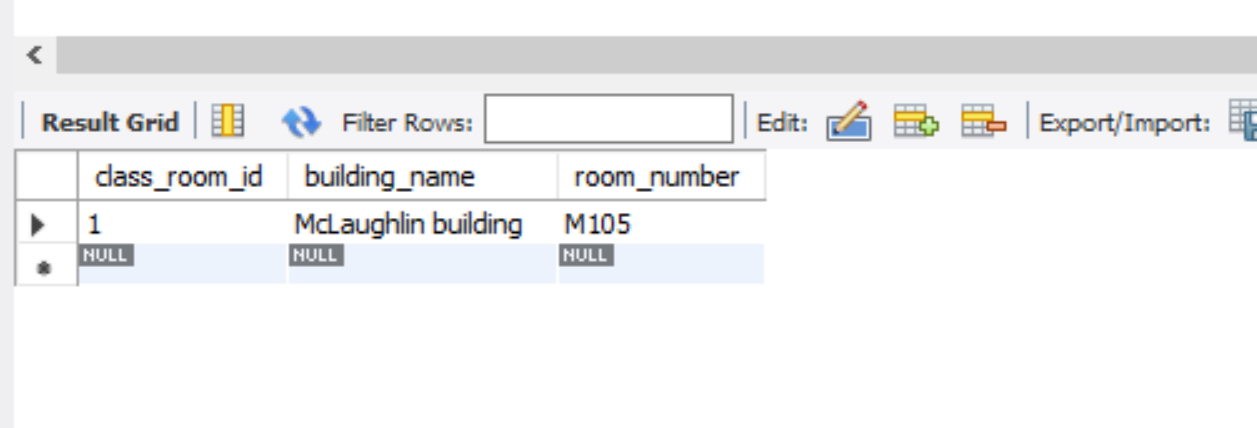 Result Grid Filter Rows: Edit: Export/Import:
class_room_id building_name room_number
1 McLaughlin building M105
NULL NULL NULL